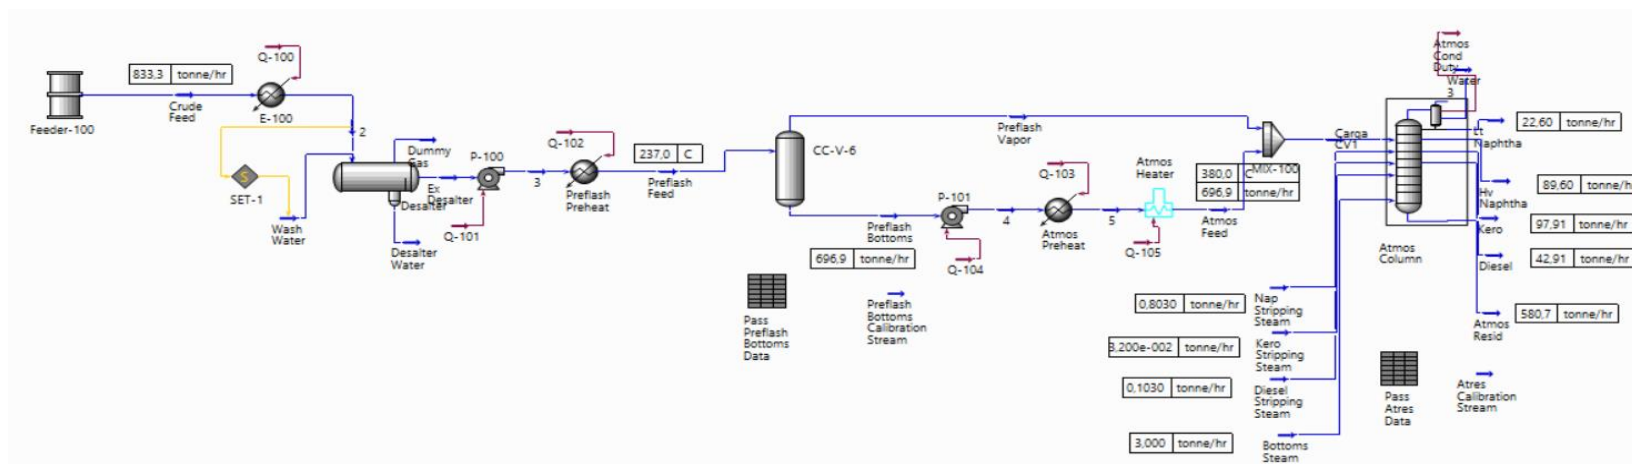 Feeder-100
833,3 tonne/hr
Crude
Feed
Q-100
E-100
2
SET-1
Wash
Water
Dummy
Gas
Ex
Desalter
Desalter
Desalter
Water
P-100
Q-101
3
Q-102
Preflash
Preheat
237,0 C
Preflash
Feed
CC-V-6
Preflash
Vapor
Preflash
Bottoms
696,9 tonne/hr
P-101
Q-104
4
Q-103
Atmos
Preheat
5
Atmos
Heater
Q-105
380,0 C
696,9 tonne/hr
Atmos
Feed
MIX-100
Carga
CV1
Pass
Preflash
Bottoms
Data
Preflash
Bottoms
Calibration
Stream
0,8030 tonne/hr
Nap
Stripping
Steam
8,200e-002 tonne/hr
Kero
Stripping
Steam
0,1030 tonne/hr
Diesel
Stripping
Steam
3,000 tonne/hr
Bottoms
Steam
Atmos
Cond
Duty
Water
3
Atmos
Column
22,60 tonne/hr
Lt
Naphtha
89,60 tonne/h
Hv
Naphtha
97,91 tonne/h
Kero
42,91 tonne/h
Diesel
580,7 tonne/hr
Atmos
Resid
Pass
Atres
Data
Atres
Calibration
Stream